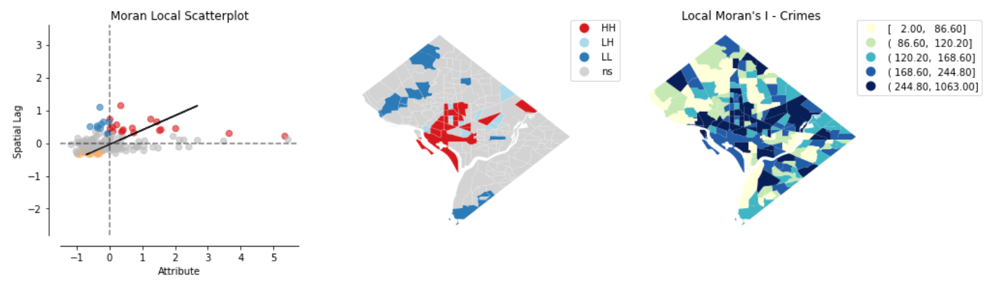 Moran Local Scatterplot
3
2
1
0
−1
−2
Spatial Lag
−1 0 1 2 3 4 5
Attribute
HH
LH
LL
ns
Local Moran's I - Crimes
[ 2.00, 86.60]
( 86.60, 120.20]
( 120.20, 168.60]
( 168.60, 244.80]
( 244.80, 1063.00]